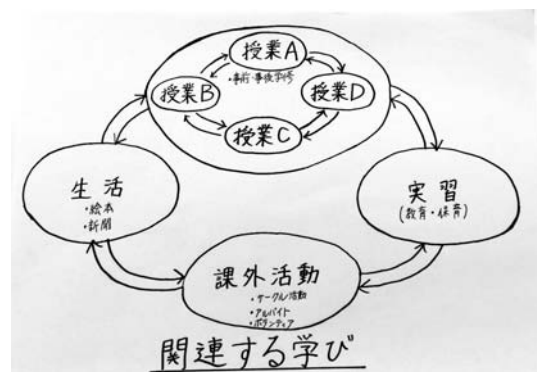 授業A
・事前・事後学修
授業B
授業D
授業C
生活
・絵本
・新聞
実習
(教育・保育)
課外活動
・サークル活動
・アルバイト
・ボランティア
関連する学び